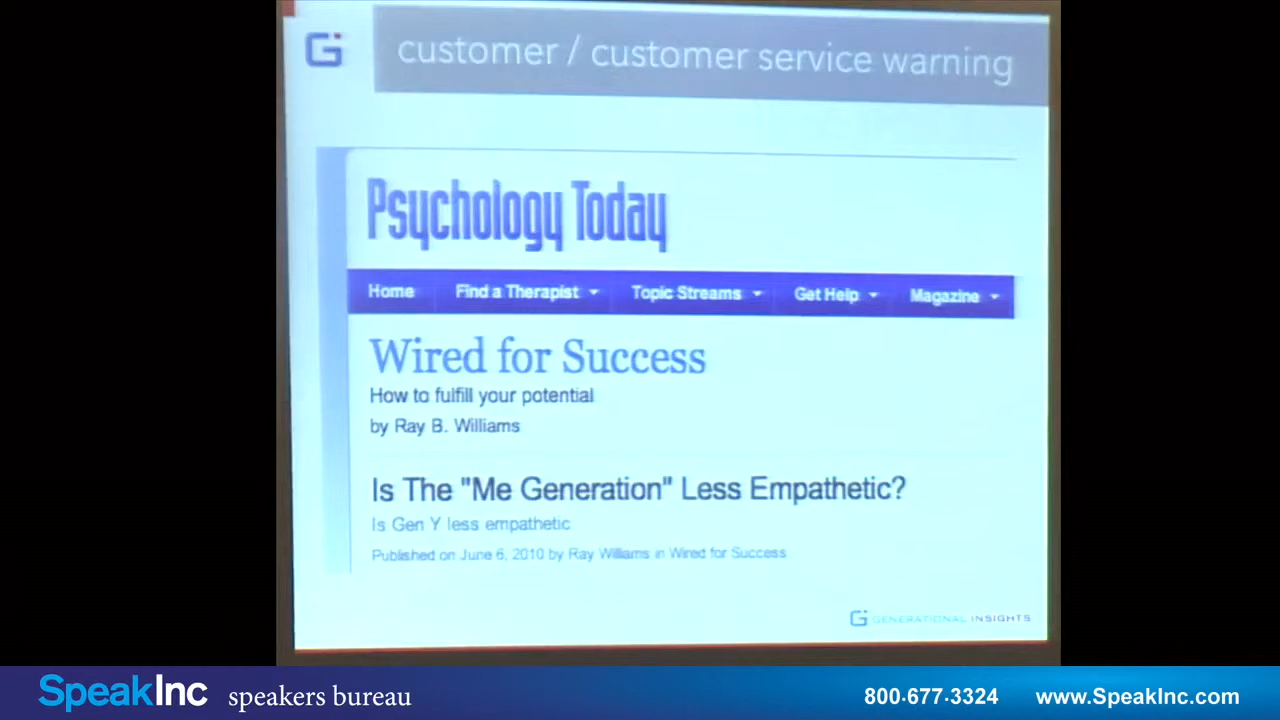 G
customer / customer service warning
Psychology Today
Home Find a Therapist Topic Streams Get Help Magazine
Wired for Success
How to fulfill your potential
by Ray B. Williams
Is The "Me Generation" Less Empathetic?
Is Gen Y less empathetic
Published on June 6, 2010 by Ray Williams in Wired for Success
G GENERATIONAL INSIGHTS
SpeakInc speakers bureau 800-677-3324 www.SpeakInc.com